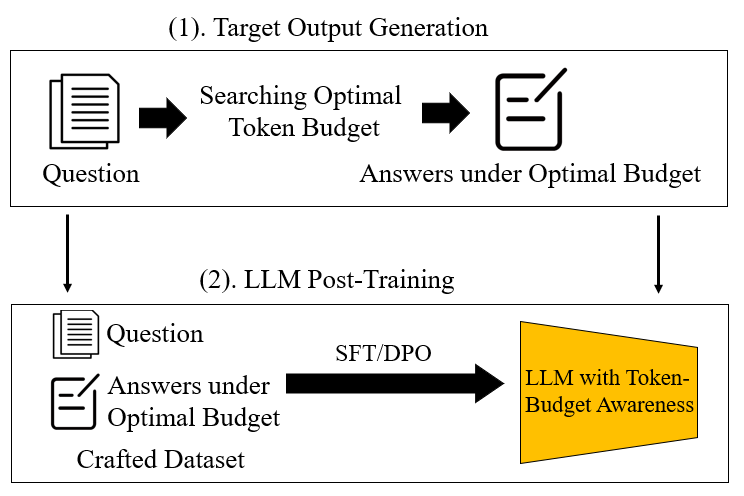 (1). Target Output Generation
Searching Optimal
Token Budget
Question
Answers under Optimal Budget
(2). LLM Post-Training
Question
Answers under
Optimal Budget
Crafted Dataset
SFT/DPO
LLM with Token-
Budget Awareness